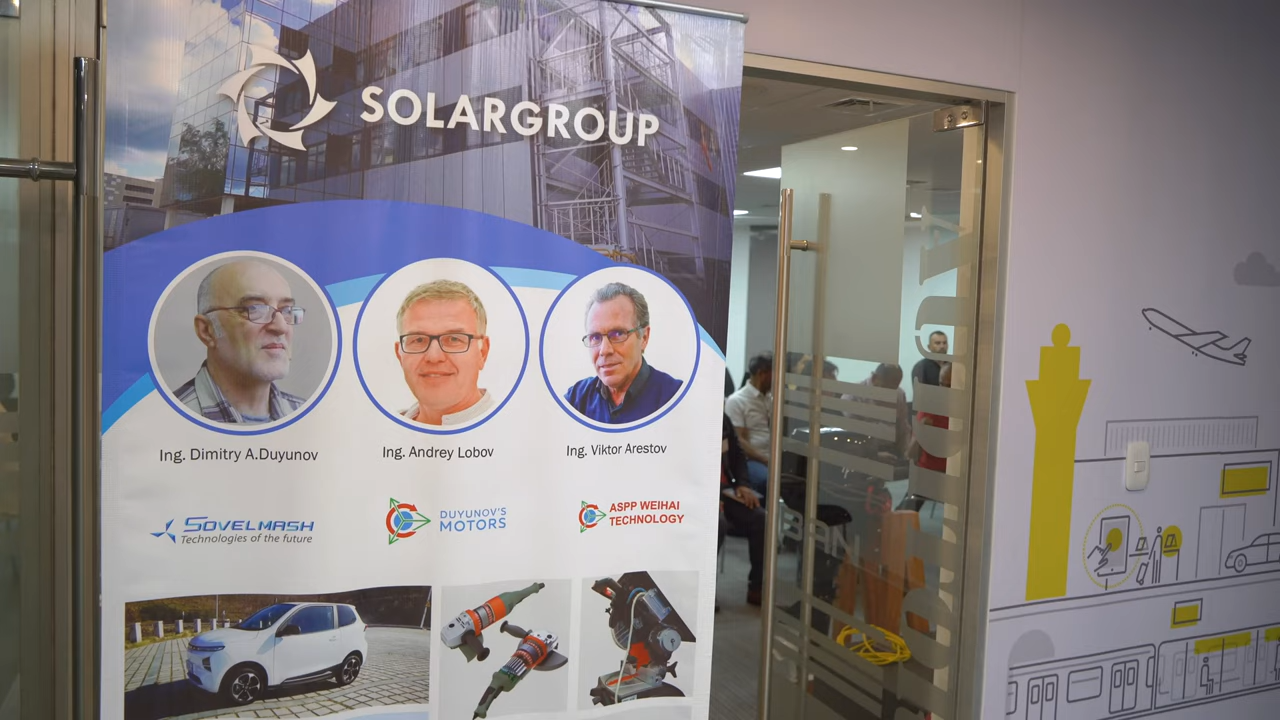 SOLARGROUP
Ing. Dimitry A.Duyunov
Ing. Andrey Lobov
Ing. Viktor Arestov
SOVELMASH
Technologies of the future
DUYUNOV'S
MOTORS
ASPP WEIHAI
TECHNOLOGY